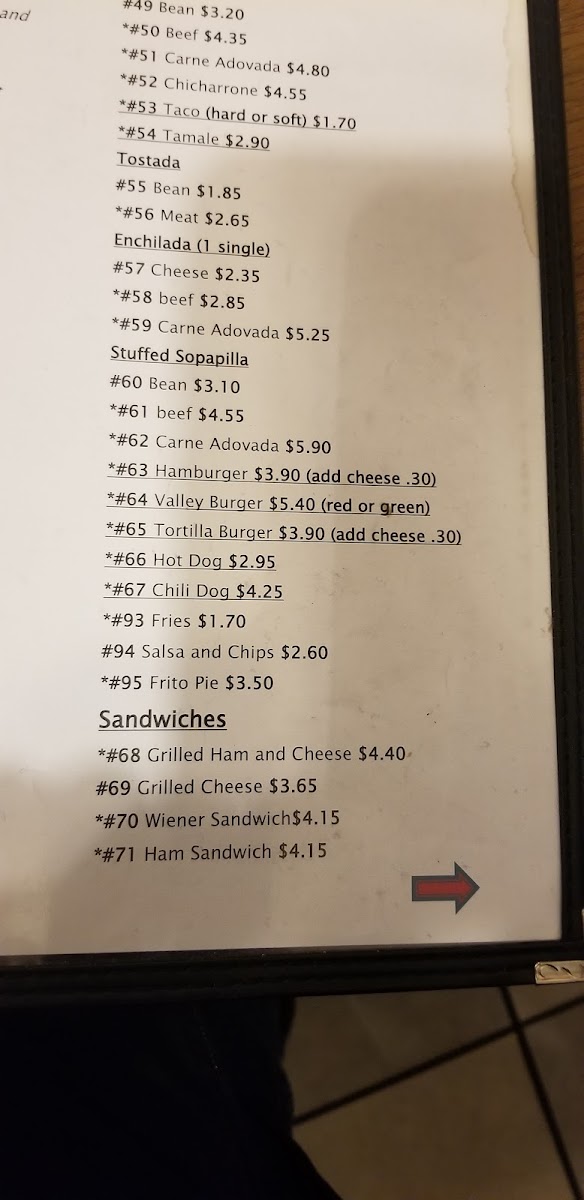 and
#49 Bean $3.20
*#50 Beef $4.35
*#51 Carne Adovada $4.80
*#52 Chicharrone $4.55
*#53 Taco (hard or soft) $1.70
*#54 Tamale $2.90
Tostada
#55 Bean $1.85
*#56 Meat $2.65
Enchilada (1 single)
#57 Cheese $2.35
*#58 beef $2.85
*#59 Carne Adovada $5.25
Stuffed Sopapilla
#60 Bean $3.10
*#61 beef $4.55
*#62 Carne Adovada $5.90
*#63 Hamburger $3.90 (add cheese .30)
*#64 Valley Burger $5.40 (red or green)
*#65 Tortilla Burger $3.90 (add cheese .30)
*#66 Hot Dog $2.95
*#67 Chili Dog $4.25
*#93 Fries $1.70
#94 Salsa and Chips $2.60
*#95 Frito Pie $3.50
Sandwiches
*#68 Grilled Ham and Cheese $4.40
#69 Grilled Cheese $3.65
*#70 Wiener Sandwich$4.15
*#71 Ham Sandwich $4.15